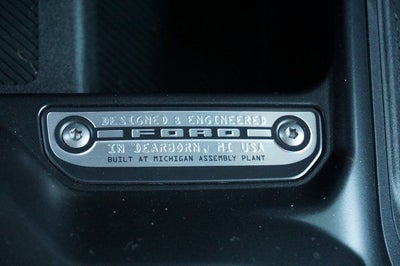 DESIGNED & ENGINEERED
FORD
IN DEARBORN, MI USA
BUILT AT MICHIGAN ASSEMBLY PLANT